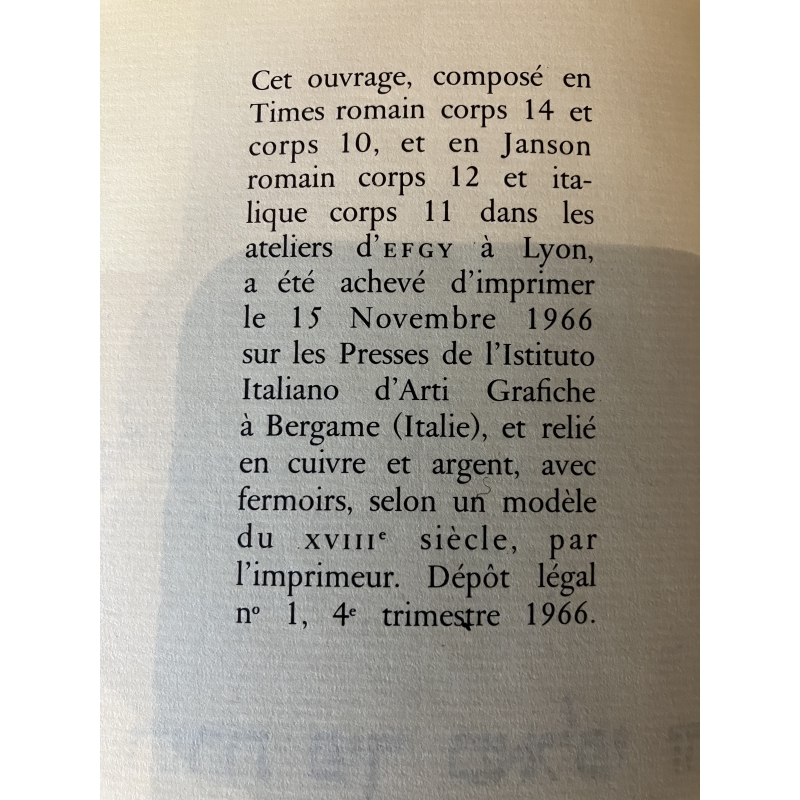 Cet ouvrage, composé en
Times romain corps 14 et
corps 10, et en Janson
romain corps 12 et ita-
lique corps 11 dans les
ateliers d'EFGY à Lyon,
a été achevé d'imprimer
le 15 Novembre 1966
sur les Presses de l'Istituto
Italiano d'Arti Grafiche
à Bergame (Italie), et relié
en cuivre et argent, avec
fermoirs, selon un modèle
du XVIIIᵉ siècle, par
l'imprimeur. Dépôt légal
nº 1, 4ᵉ trimestre 1966.